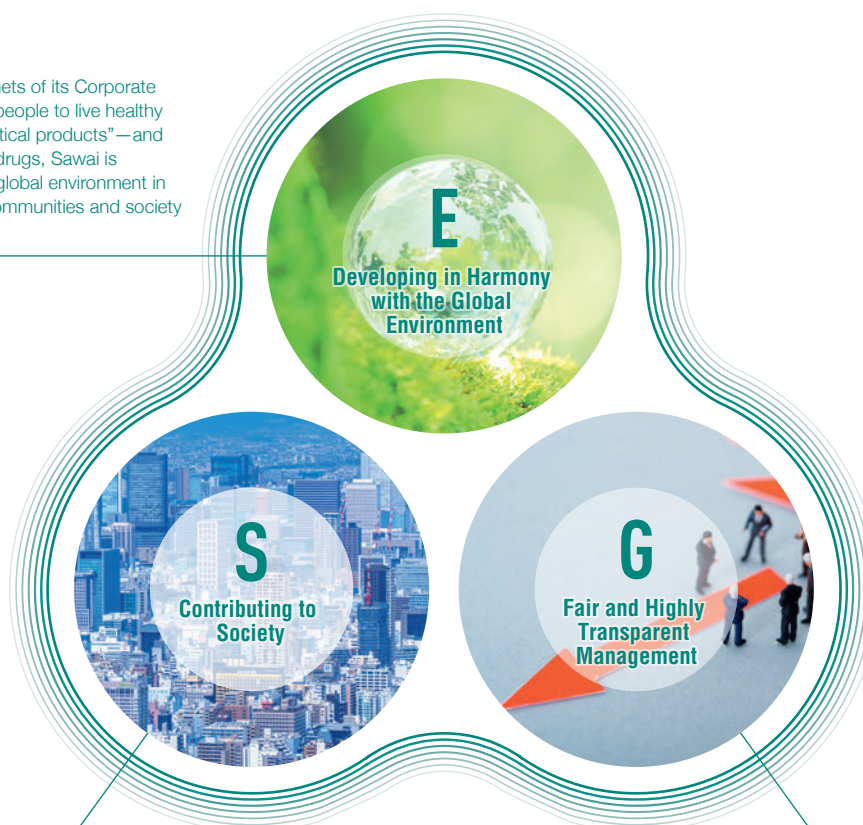 nets of its Corporate
people to live healthy
tical products”—and
drugs, Sawai is
global environment in
ommunities and society
E
Developing in Harmony
with the Global
Environment
S
Contributing to
Society
G
Fair and Highly
Transparent
Management